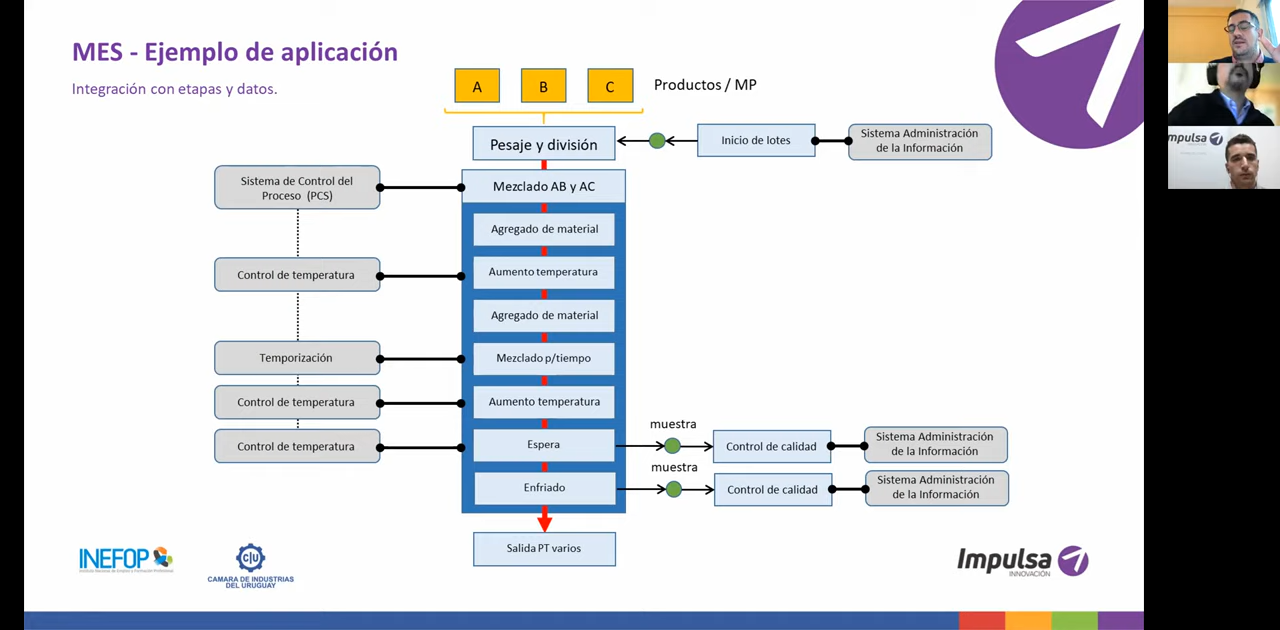 MES - Ejemplo de aplicación
Integración con etapas y datos.
A
B
C
Productos / MP
Pesaje y división
Inicio de lotes
Sistema Administración
de la Información
Sistema de Control del
Proceso (PCS)
Mezclado AB y AC
Agregado de material
Control de temperatura
Aumento temperatura
Agregado de material
Temporización
Mezclado p/tiempo
Control de temperatura
Aumento temperatura
muestra
Control de temperatura
Espera
Control de calidad
Sistema Administración
de la Información
muestra
Enfriado
Control de calidad
Sistema Administración
de la Información
Salida PT varios
INEFOP
CIU
CAMARA DE INDUSTRIAS
DEL URUGUAY
Impulsa
INNOVACIÓN
Impulsa